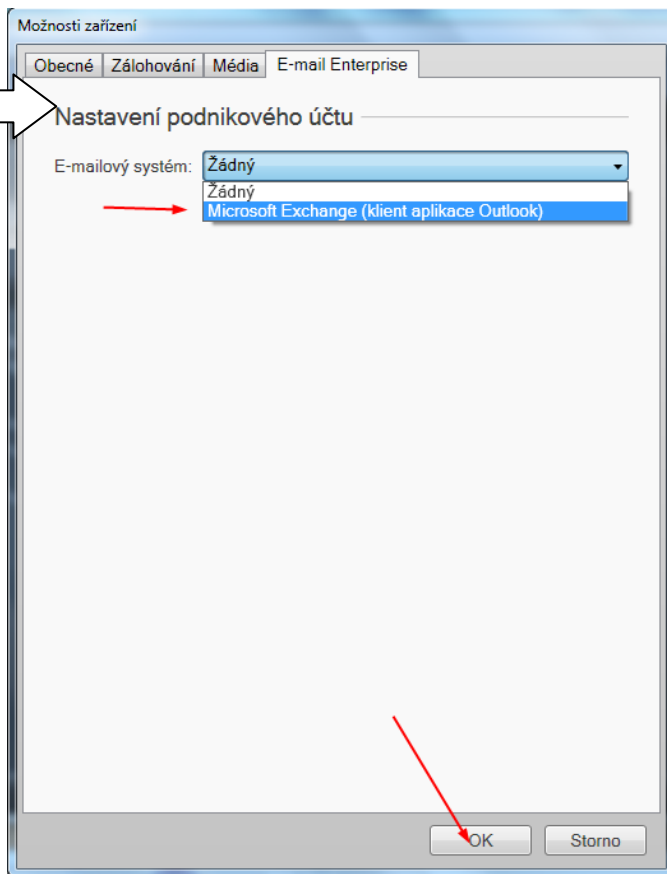 Možnosti zařízení
Obecné Zálohování Média E-mail Enterprise
Nastavení podnikového účtu
E-mailový systém: Žádný
Žádný
Microsoft Exchange (klient aplikace Outlook)
OK Storno